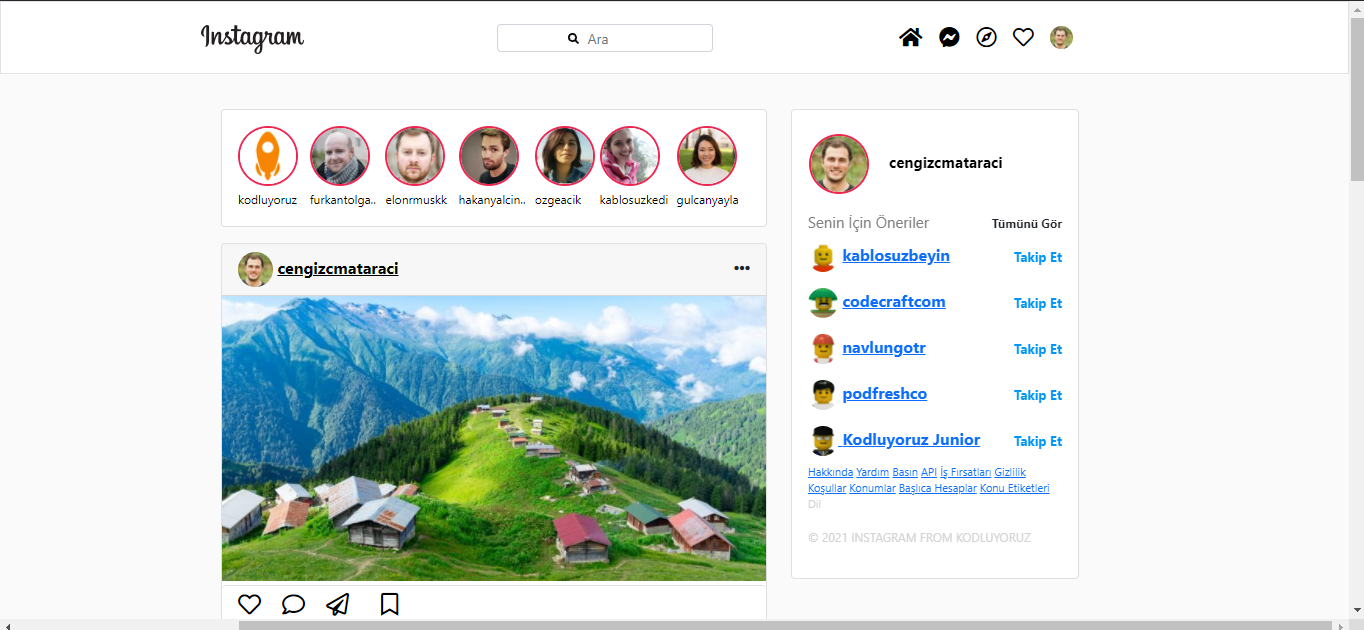 Instagram
Ara
kodluyoruz furkantolga.. elonrmuskk hakanyalcin.. ozgeacik kablosuzkedi gulcanyayla
cengizcmataraci
cengizcmataraci
Senin İçin Öneriler Tümünü Gör
kablosuzbeyin Takip Et
codecraftcom Takip Et
navlungotr Takip Et
podfreshco Takip Et
Kodluyoruz Junior Takip Et
Hakkında Yardım Basın API İş Fırsatları Gizlilik
Koşullar Konumlar Başlıca Hesaplar Konu Etiketleri
Dil
© 2021 INSTAGRAM FROM KODLUYORUZ